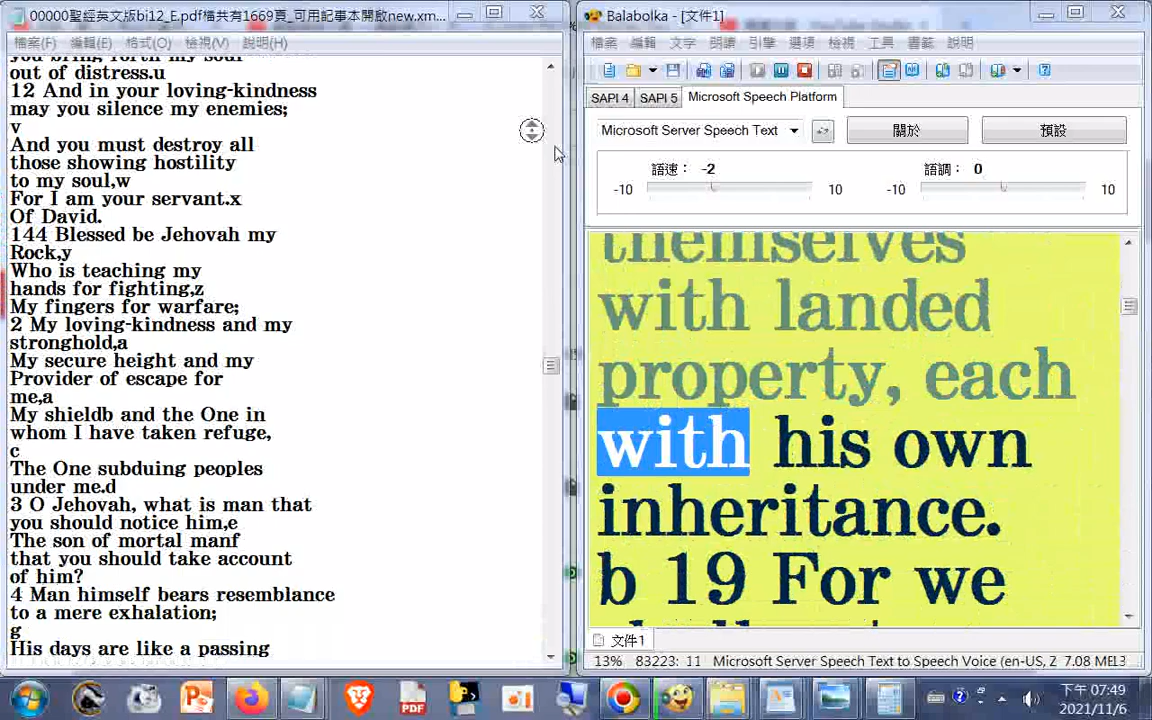 00000聖經英文版bi12_E.pdf檔共有1669頁_可用記事本開啟new.xm...
檔案(F) 編輯(E) 格式(O) 檢視(V) 說明(H)
you bring forth my soul
out of distress.u
12 And in your loving-kindness
may you silence my enemies;
v
And you must destroy all
those showing hostility
to my soul,w
For I am your servant.x
Of David.
144 Blessed be Jehovah my
Rock,y
Who is teaching my
hands for fighting,z
My fingers for warfare;
2 My loving-kindness and my
stronghold,a
My secure height and my
Provider of escape for
me,a
My shieldb and the One in
whom I have taken refuge,
c
The One subduing peoples
under me.d
3 O Jehovah, what is man that
you should notice him,e
The son of mortal manf
that you should take account
of him?
4 Man himself bears resemblance
to a mere exhalation;
g
His days are like a passing
Balabolka - [文件1]
檔案 編輯 文字 朗讀 引擎 選項 檢視 工具 書籤 說明
SAPI 4 SAPI 5 Microsoft Speech Platform
Microsoft Server Speech Text 關於 預設
語速： -2 語調： 0
-10 10 -10 10
themselves
with landed
property, each
with his own
inheritance.
b 19 For we
文件1
13% 83223: 11 Microsoft Server Speech Text to Speech Voice (en-US, Z 7.08 ME
下午 07:49
2021/11/6